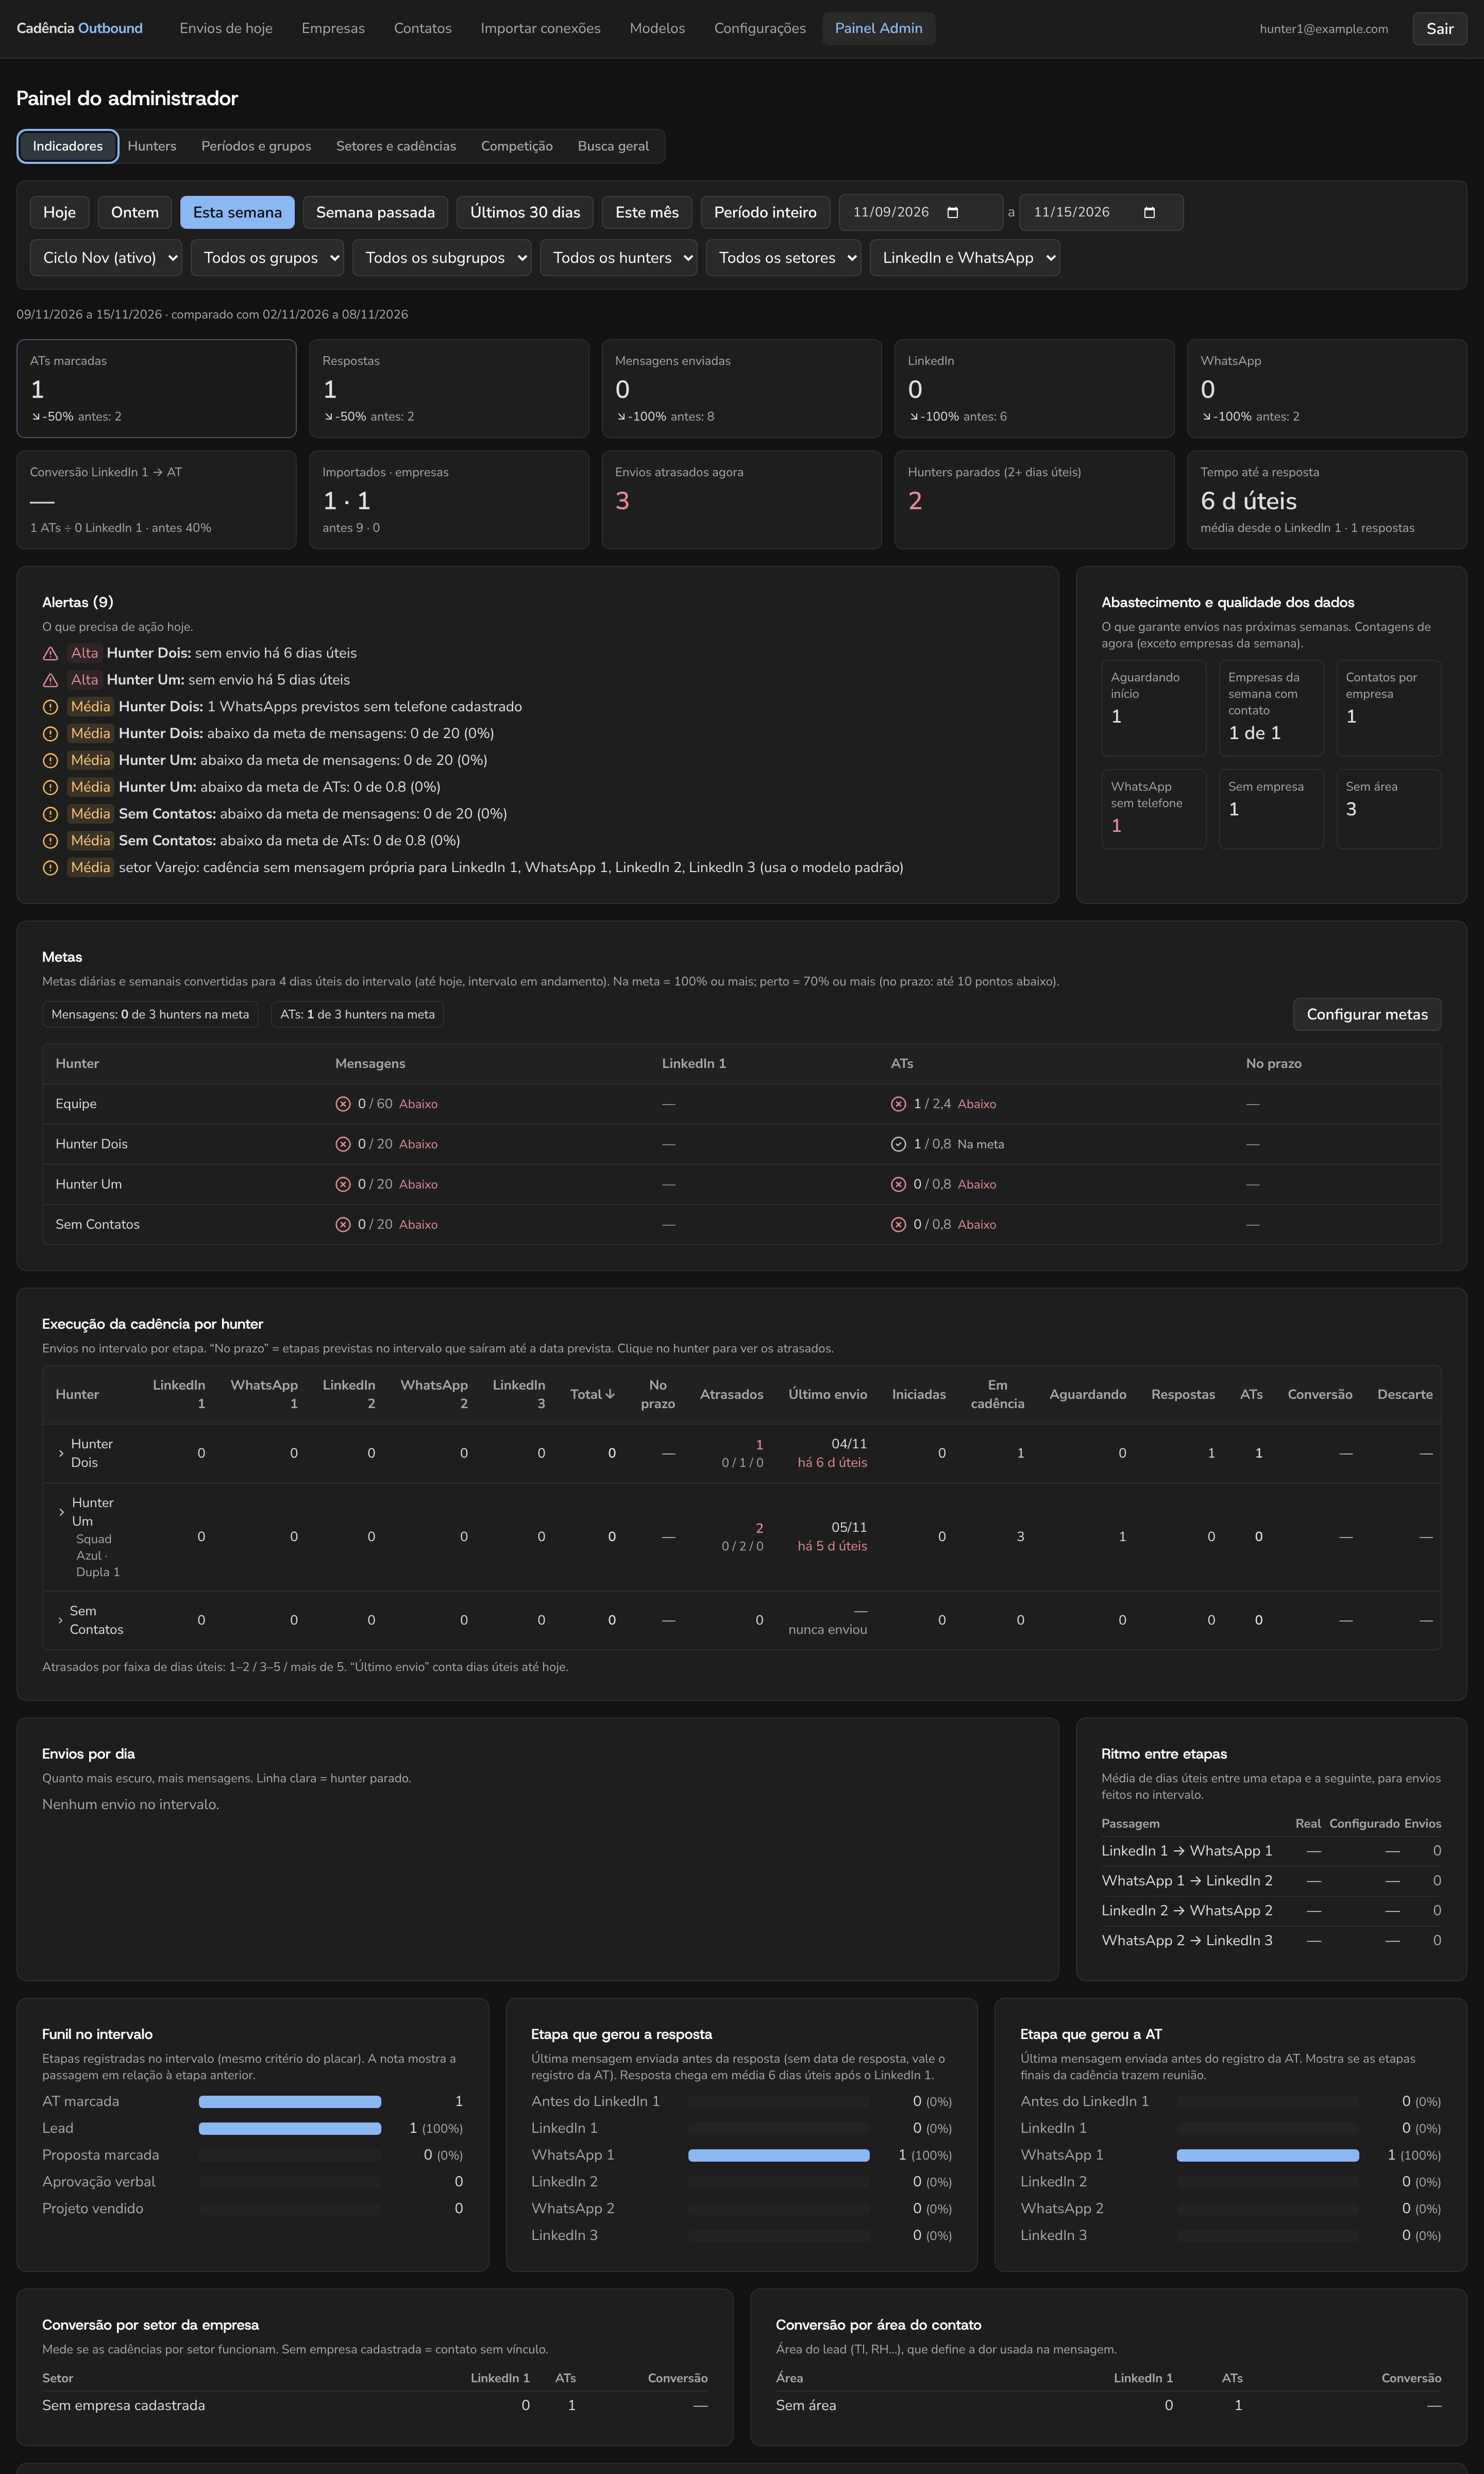 Cadência Outbound Envios de hoje Empresas Contatos Importar conexões Modelos Configurações Painel Admin hunter1@example.com Sair
Painel do administrador
Indicadores Hunters Períodos e grupos Setores e cadências Competição Busca geral
Hoje Ontem Esta semana Semana passada Últimos 30 dias Este mês Período inteiro 11/09/2026 a 11/15/2026
Ciclo Nov (ativo) Todos os grupos Todos os subgrupos Todos os hunters Todos os setores LinkedIn e WhatsApp
09/11/2026 a 15/11/2026 · comparado com 02/11/2026 a 08/11/2026
ATs marcadas Respostas Mensagens enviadas LinkedIn WhatsApp
1 1 0 0 0
↘-50% antes: 2 ↘-50% antes: 2 ↘-100% antes: 8 ↘-100% antes: 6 ↘-100% antes: 2
Conversão LinkedIn 1 → AT Importados · empresas Envios atrasados agora Hunters parados (2+ dias úteis) Tempo até a resposta
— 1 · 1 3 2 6 d úteis
1 ATs ÷ 0 LinkedIn 1 · antes 40% antes 9 · 0 média desde o LinkedIn 1 · 1 respostas
Alertas (9)
O que precisa de ação hoje.
Alta Hunter Dois: sem envio há 6 dias úteis
Alta Hunter Um: sem envio há 5 dias úteis
Média Hunter Dois: 1 WhatsApps previstos sem telefone cadastrado
Média Hunter Dois: abaixo da meta de mensagens: 0 de 20 (0%)
Média Hunter Um: abaixo da meta de mensagens: 0 de 20 (0%)
Média Hunter Um: abaixo da meta de ATs: 0 de 0.8 (0%)
Média Sem Contatos: abaixo da meta de mensagens: 0 de 20 (0%)
Média Sem Contatos: abaixo da meta de ATs: 0 de 0.8 (0%)
Média setor Varejo: cadência sem mensagem própria para LinkedIn 1, WhatsApp 1, LinkedIn 2, LinkedIn 3 (usa o modelo padrão)
Abastecimento e qualidade dos dados
O que garante envios nas próximas semanas. Contagens de
agora (exceto empresas da semana).
Aguardando
início
1
Empresas da
semana com
contato
1 de 1
Contatos por
empresa
1
WhatsApp
sem telefone
1
Sem empresa
1
Sem área
3
Metas
Metas diárias e semanais convertidas para 4 dias úteis do intervalo (até hoje, intervalo em andamento). Na meta = 100% ou mais; perto = 70% ou mais (no prazo: até 10 pontos abaixo).
Mensagens: 0 de 3 hunters na meta ATs: 1 de 3 hunters na meta Configurar metas
Hunter Mensagens LinkedIn 1 ATs No prazo
Equipe 0 / 60 Abaixo — 1 / 2,4 Abaixo —
Hunter Dois 0 / 20 Abaixo — 1 / 0,8 Na meta —
Hunter Um 0 / 20 Abaixo — 0 / 0,8 Abaixo —
Sem Contatos 0 / 20 Abaixo — 0 / 0,8 Abaixo —
Execução da cadência por hunter
Envios no intervalo por etapa. “No prazo” = etapas previstas no intervalo que saíram até a data prevista. Clique no hunter para ver os atrasados.
Hunter LinkedIn 1 WhatsApp 1 LinkedIn 2 WhatsApp 2 LinkedIn 3 Total ↓ No prazo Atrasados Último envio Iniciadas Em cadência Aguardando Respostas ATs Conversão Descarte
Hunter Dois 0 0 0 0 0 0 — 1 04/11 0 1 0 1 1 — —
0 / 1 / 0 há 6 d úteis
Hunter Um 0 0 0 0 0 0 — 2 05/11 0 3 1 0 0 — —
Squad Azul · Dupla 1 0 / 2 / 0 há 5 d úteis
Sem Contatos 0 0 0 0 0 0 — 0 — 0 0 0 0 0 — —
nunca enviou
Atrasados por faixa de dias úteis: 1–2 / 3–5 / mais de 5. “Último envio” conta dias úteis até hoje.
Envios por dia
Quanto mais escuro, mais mensagens. Linha clara = hunter parado.
Nenhum envio no intervalo.
Ritmo entre etapas
Média de dias úteis entre uma etapa e a seguinte, para envios
feitos no intervalo.
Passagem Real Configurado Envios
LinkedIn 1 → WhatsApp 1 — — 0
WhatsApp 1 → LinkedIn 2 — — 0
LinkedIn 2 → WhatsApp 2 — — 0
WhatsApp 2 → LinkedIn 3 — — 0
Funil no intervalo
Etapas registradas no intervalo (mesmo critério do placar). A nota mostra a
passagem em relação à etapa anterior.
AT marcada 1
Lead 1 (100%)
Proposta marcada 0 (0%)
Aprovação verbal 0
Projeto vendido 0
Etapa que gerou a resposta
Última mensagem enviada antes da resposta (sem data de resposta, vale o
registro da AT). Resposta chega em média 6 dias úteis após o LinkedIn 1.
Antes do LinkedIn 1 0 (0%)
LinkedIn 1 0 (0%)
WhatsApp 1 1 (100%)
LinkedIn 2 0 (0%)
WhatsApp 2 0 (0%)
LinkedIn 3 0 (0%)
Etapa que gerou a AT
Última mensagem enviada antes do registro da AT. Mostra se as etapas
finais da cadência trazem reunião.
Antes do LinkedIn 1 0 (0%)
LinkedIn 1 0 (0%)
WhatsApp 1 1 (100%)
LinkedIn 2 0 (0%)
WhatsApp 2 0 (0%)
LinkedIn 3 0 (0%)
Conversão por setor da empresa
Mede se as cadências por setor funcionam. Sem empresa cadastrada = contato sem vínculo.
Setor LinkedIn 1 ATs Conversão
Sem empresa cadastrada 0 1 —
Conversão por área do contato
Área do lead (TI, RH…), que define a dor usada na mensagem.
Área LinkedIn 1 ATs Conversão
Sem área 0 1 —